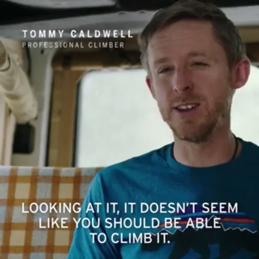 TOMMY CALDWELL
PROFESSIONAL CLIMBER
LOOKING AT IT, IT DOESN'T SEEM
LIKE YOU SHOULD BE ABLE
TO CLIMB IT.